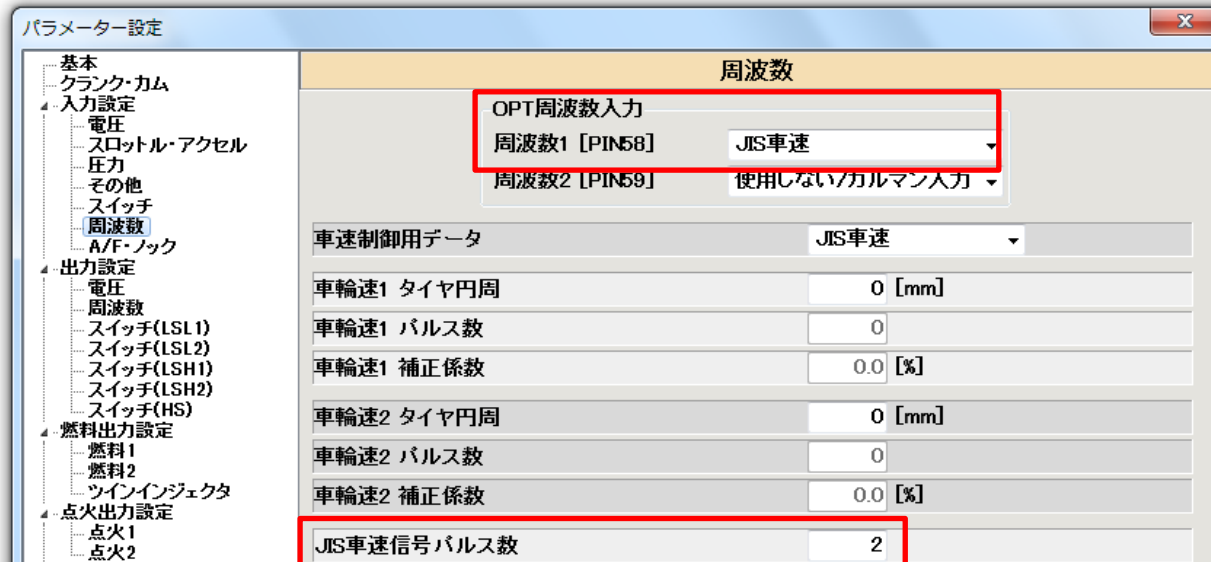 パラメーター設定
基本
クランク・カム
入力設定
電圧
スロットル・アクセル
圧力
その他
スイッチ
周波数
A/F・ノック
出力設定
電圧
周波数
スイッチ(LSL1)
スイッチ(LSL2)
スイッチ(LSH1)
スイッチ(LSH2)
スイッチ(HS)
燃料出力設定
燃料1
燃料2
ツインインジェクタ
点火出力設定
点火1
点火2
周波数
OPT周波数入力
周波数1 [PIN58] JIS車速
周波数2 [PIN59] 使用しない/カルマン入力
車速制御用データ JIS車速
車輪速1 タイヤ円周 0 [mm]
車輪速1 パルス数 0
車輪速1 補正係数 0.0 [%]
車輪速2 タイヤ円周 0 [mm]
車輪速2 パルス数 0
車輪速2 補正係数 0.0 [%]
JIS車速信号パルス数 2